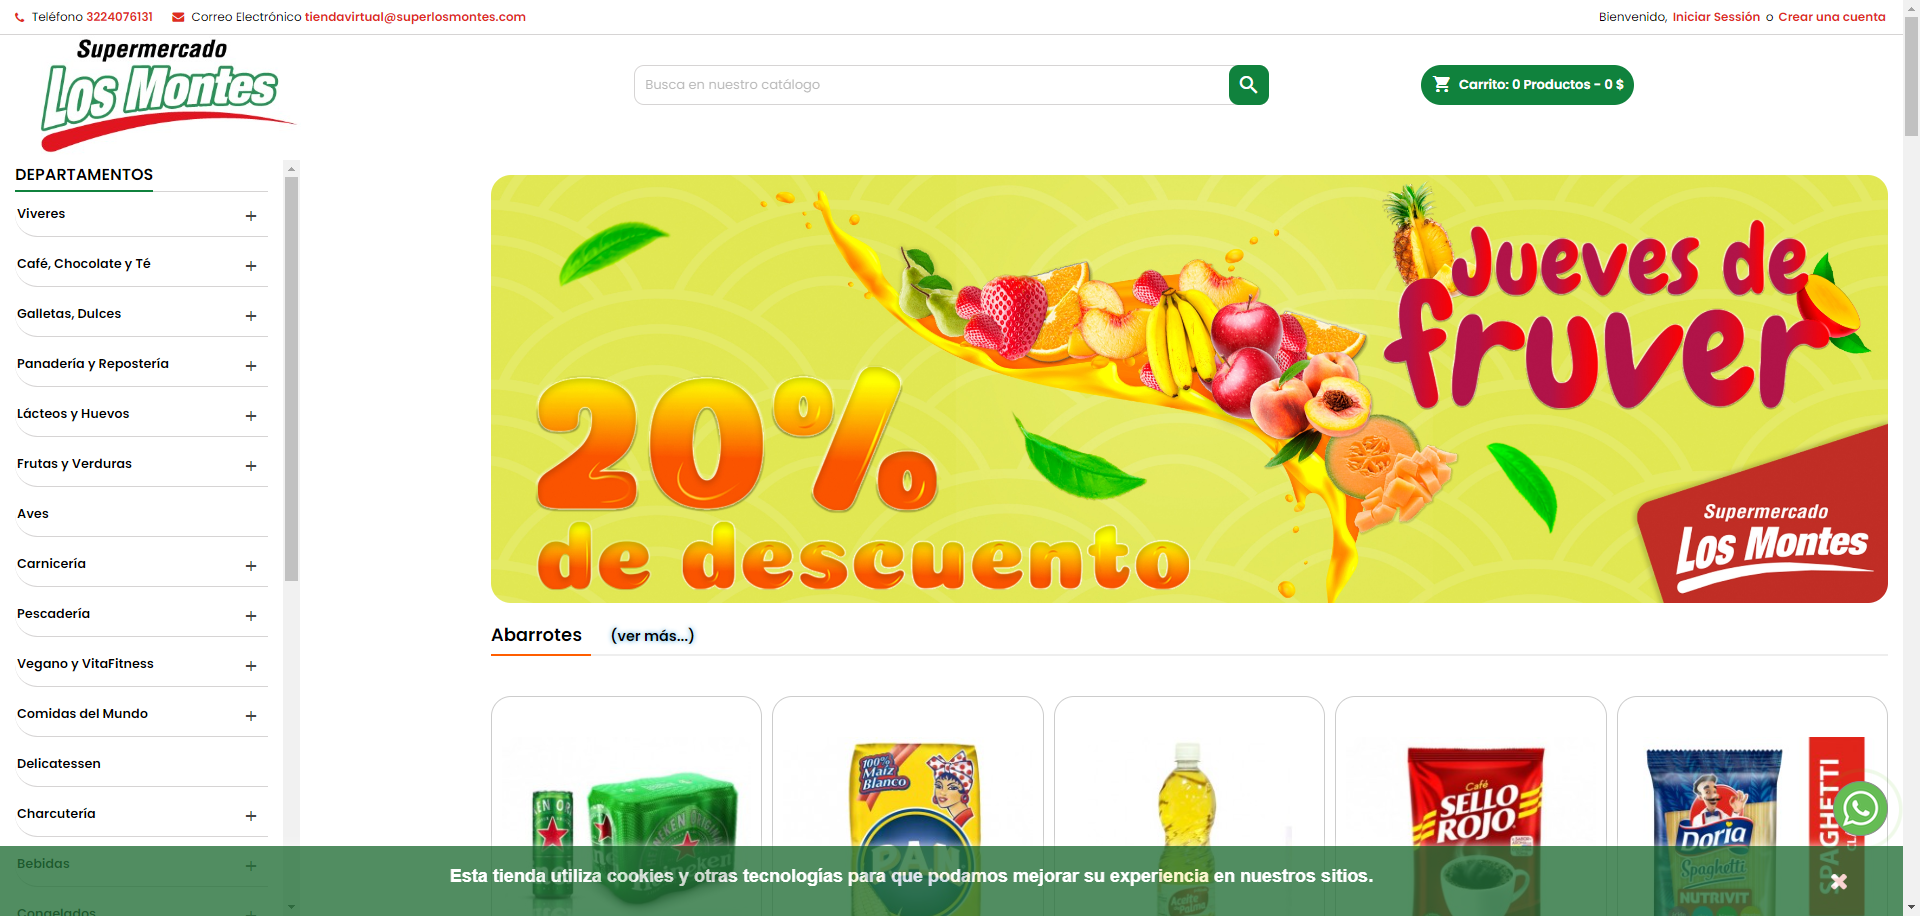 Teléfono 3224076131 Correo Electrónico tiendavirtual@superlosmontes.com
Bienvenido, Iniciar Sessión o Crear una cuenta
Supermercado
Los Montes
Busca en nuestro catálogo
Carrito: 0 Productos - 0 $
DEPARTAMENTOS
Viveres
Café, Chocolate y Té
Galletas, Dulces
Panadería y Repostería
Lácteos y Huevos
Frutas y Verduras
Aves
Carnicería
Pescadería
Vegano y VitaFitness
Comidas del Mundo
Delicatessen
Charcutería
Bebidas
Congelados
Jueves de
fruver
20%
de descuento
Supermercado
Los Montes
Abarrotes (ver más...)
100%
Maíz
Blanco
PAN
Heineken
Aceite
de Palma
Café
SELLO
ROJO
Doria
Spaghetti
NUTRIVIT
SPAGHETTI
Esta tienda utiliza cookies y otras tecnologías para que podamos mejorar su experiencia en nuestros sitios.